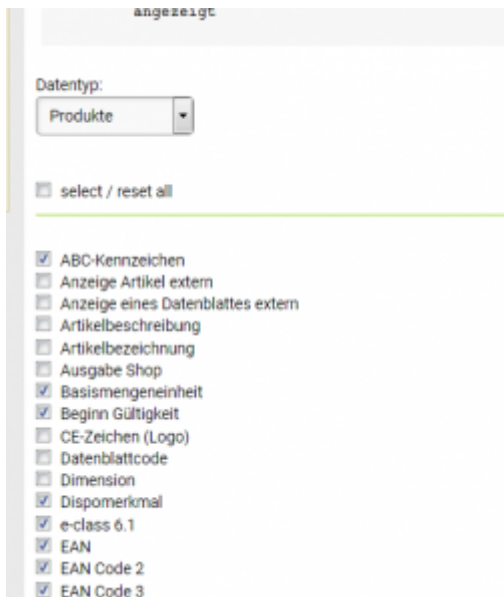 angezeigt
Datentyp:
Produkte
select / reset all
ABC-Kennzeichen
Anzeige Artikel extern
Anzeige eines Datenblattes extern
Artikelbeschreibung
Artikelbezeichnung
Ausgabe Shop
Basismengeneinheit
Beginn Gültigkeit
CE-Zeichen (Logo)
Datenblattcode
Dimension
Dispomerkmal
e-class 6.1
EAN
EAN Code 2
EAN Code 3